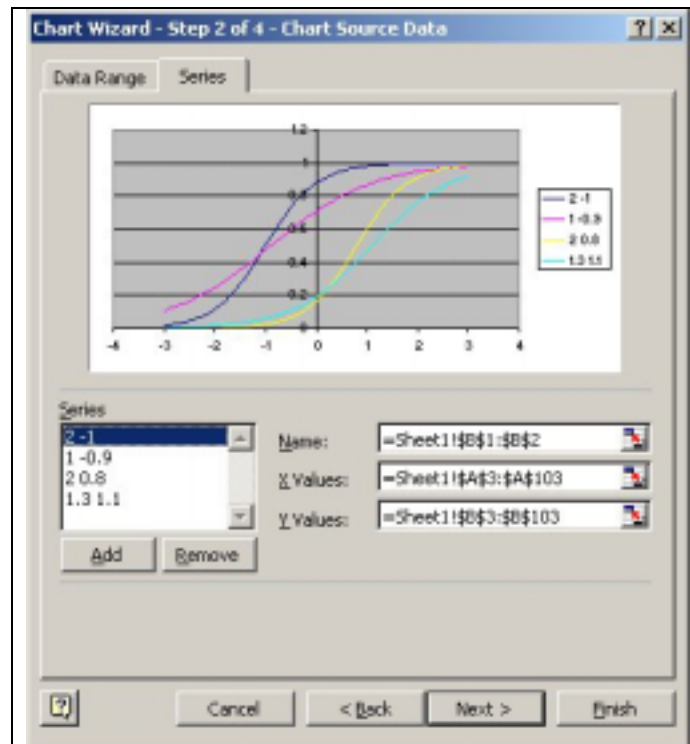 Chart Wizard - Step 2 of 4 - Chart Source Data
Data Range Series
1.2
1
0.8
0.6
0.4
0.2
0
-4 -3 -2 -1 0 1 2 3 4
2 -1
1 -0.9
2 0.8
1.3 1.1
Series
2 -1
1 -0.9
2 0.8
1.3 1.1
Name: =Sheet1!$B$1:$B$2
X Values: =Sheet1!$A$3:$A$103
Y Values: =Sheet1!$B$3:$B$103
Add Remove
Cancel < Back Next > Finish